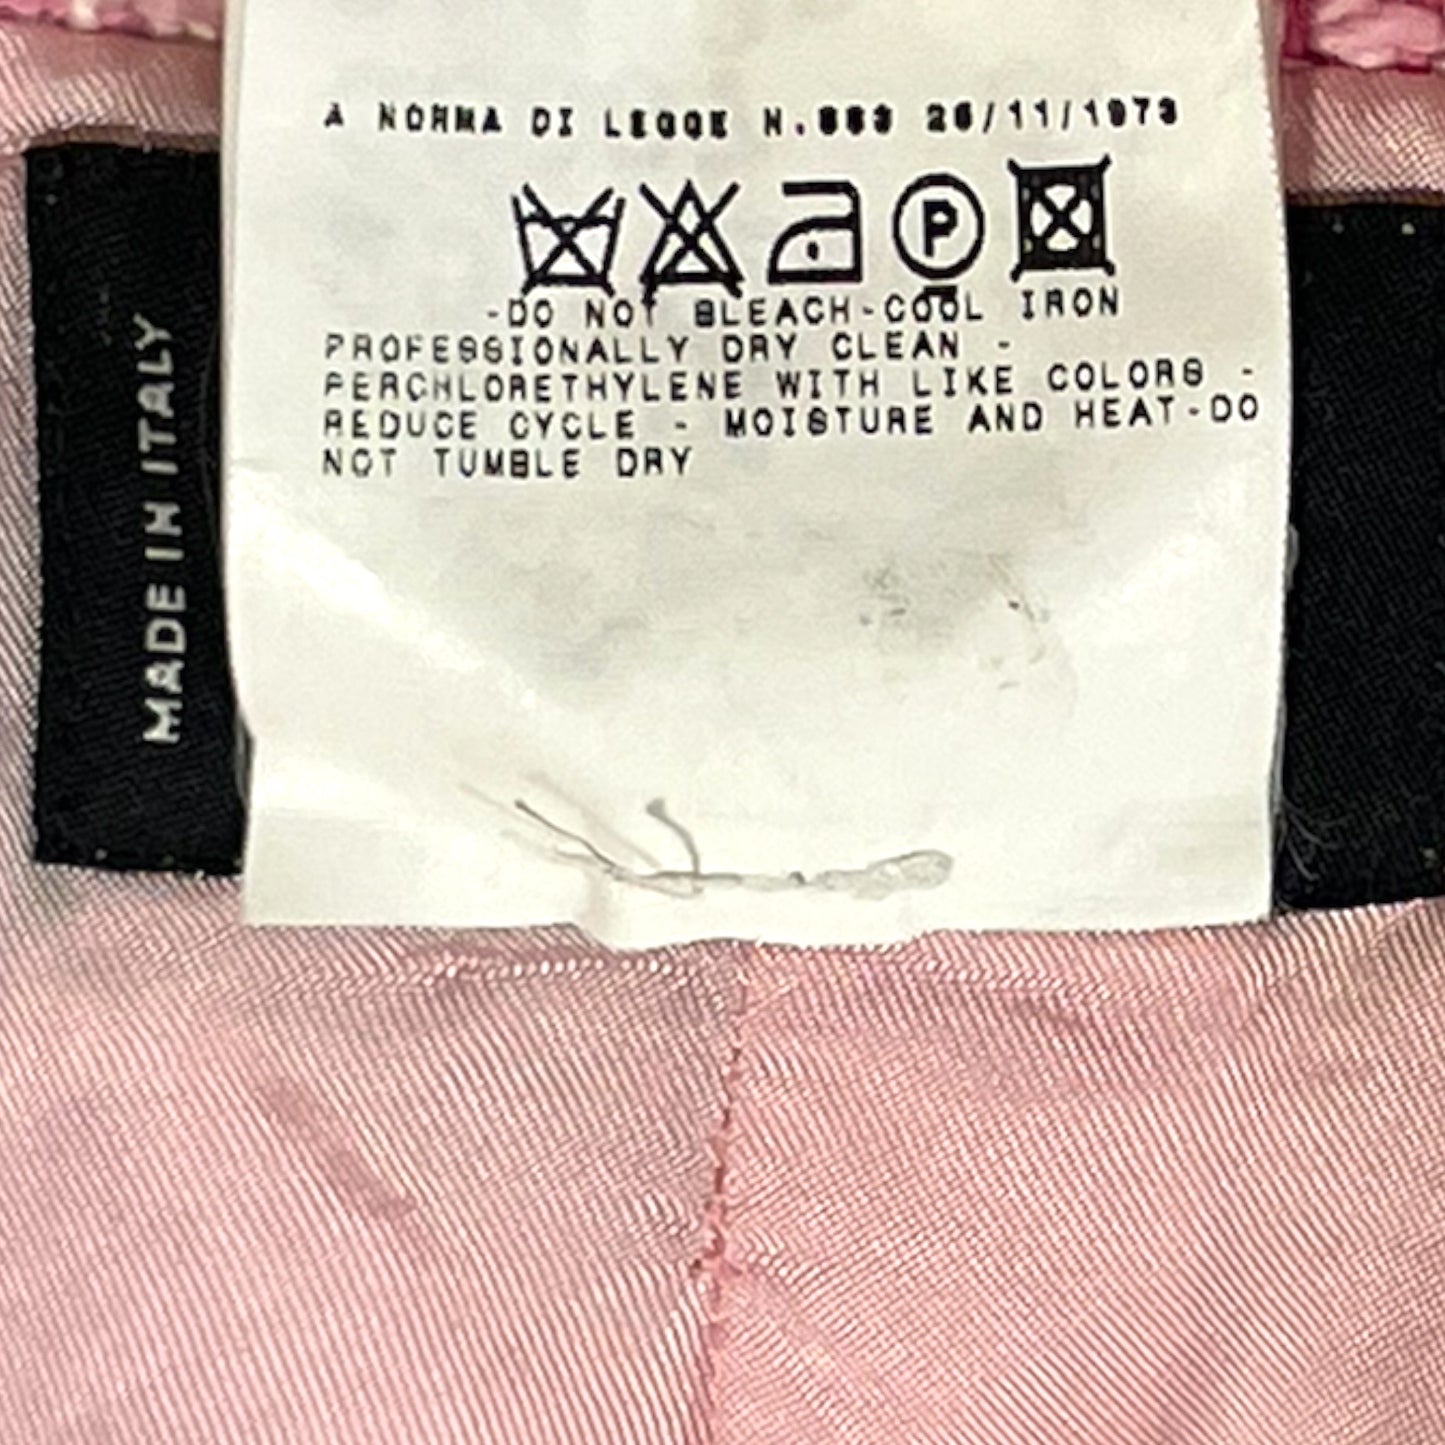 A NORMA DI LEGGE N.883 26/11/1973
P
-DO NOT BLEACH-COOL IRON
PROFESSIONALLY DRY CLEAN -
PERCHLORETHYLENE WITH LIKE COLORS -
REDUCE CYCLE - MOISTURE AND HEAT-DO
NOT TUMBLE DRY
MADE IN ITALY